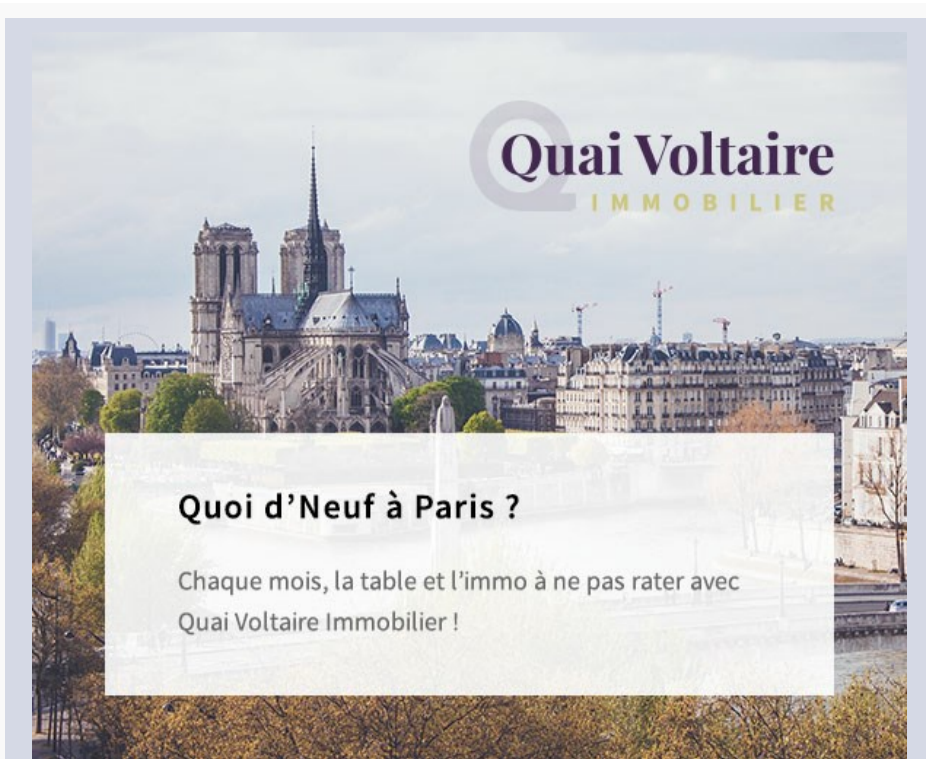 Quai Voltaire
IMMOBILIER
Quoi d’Neuf à Paris ?
Chaque mois, la table et l’immo à ne pas rater avec
Quai Voltaire Immobilier !